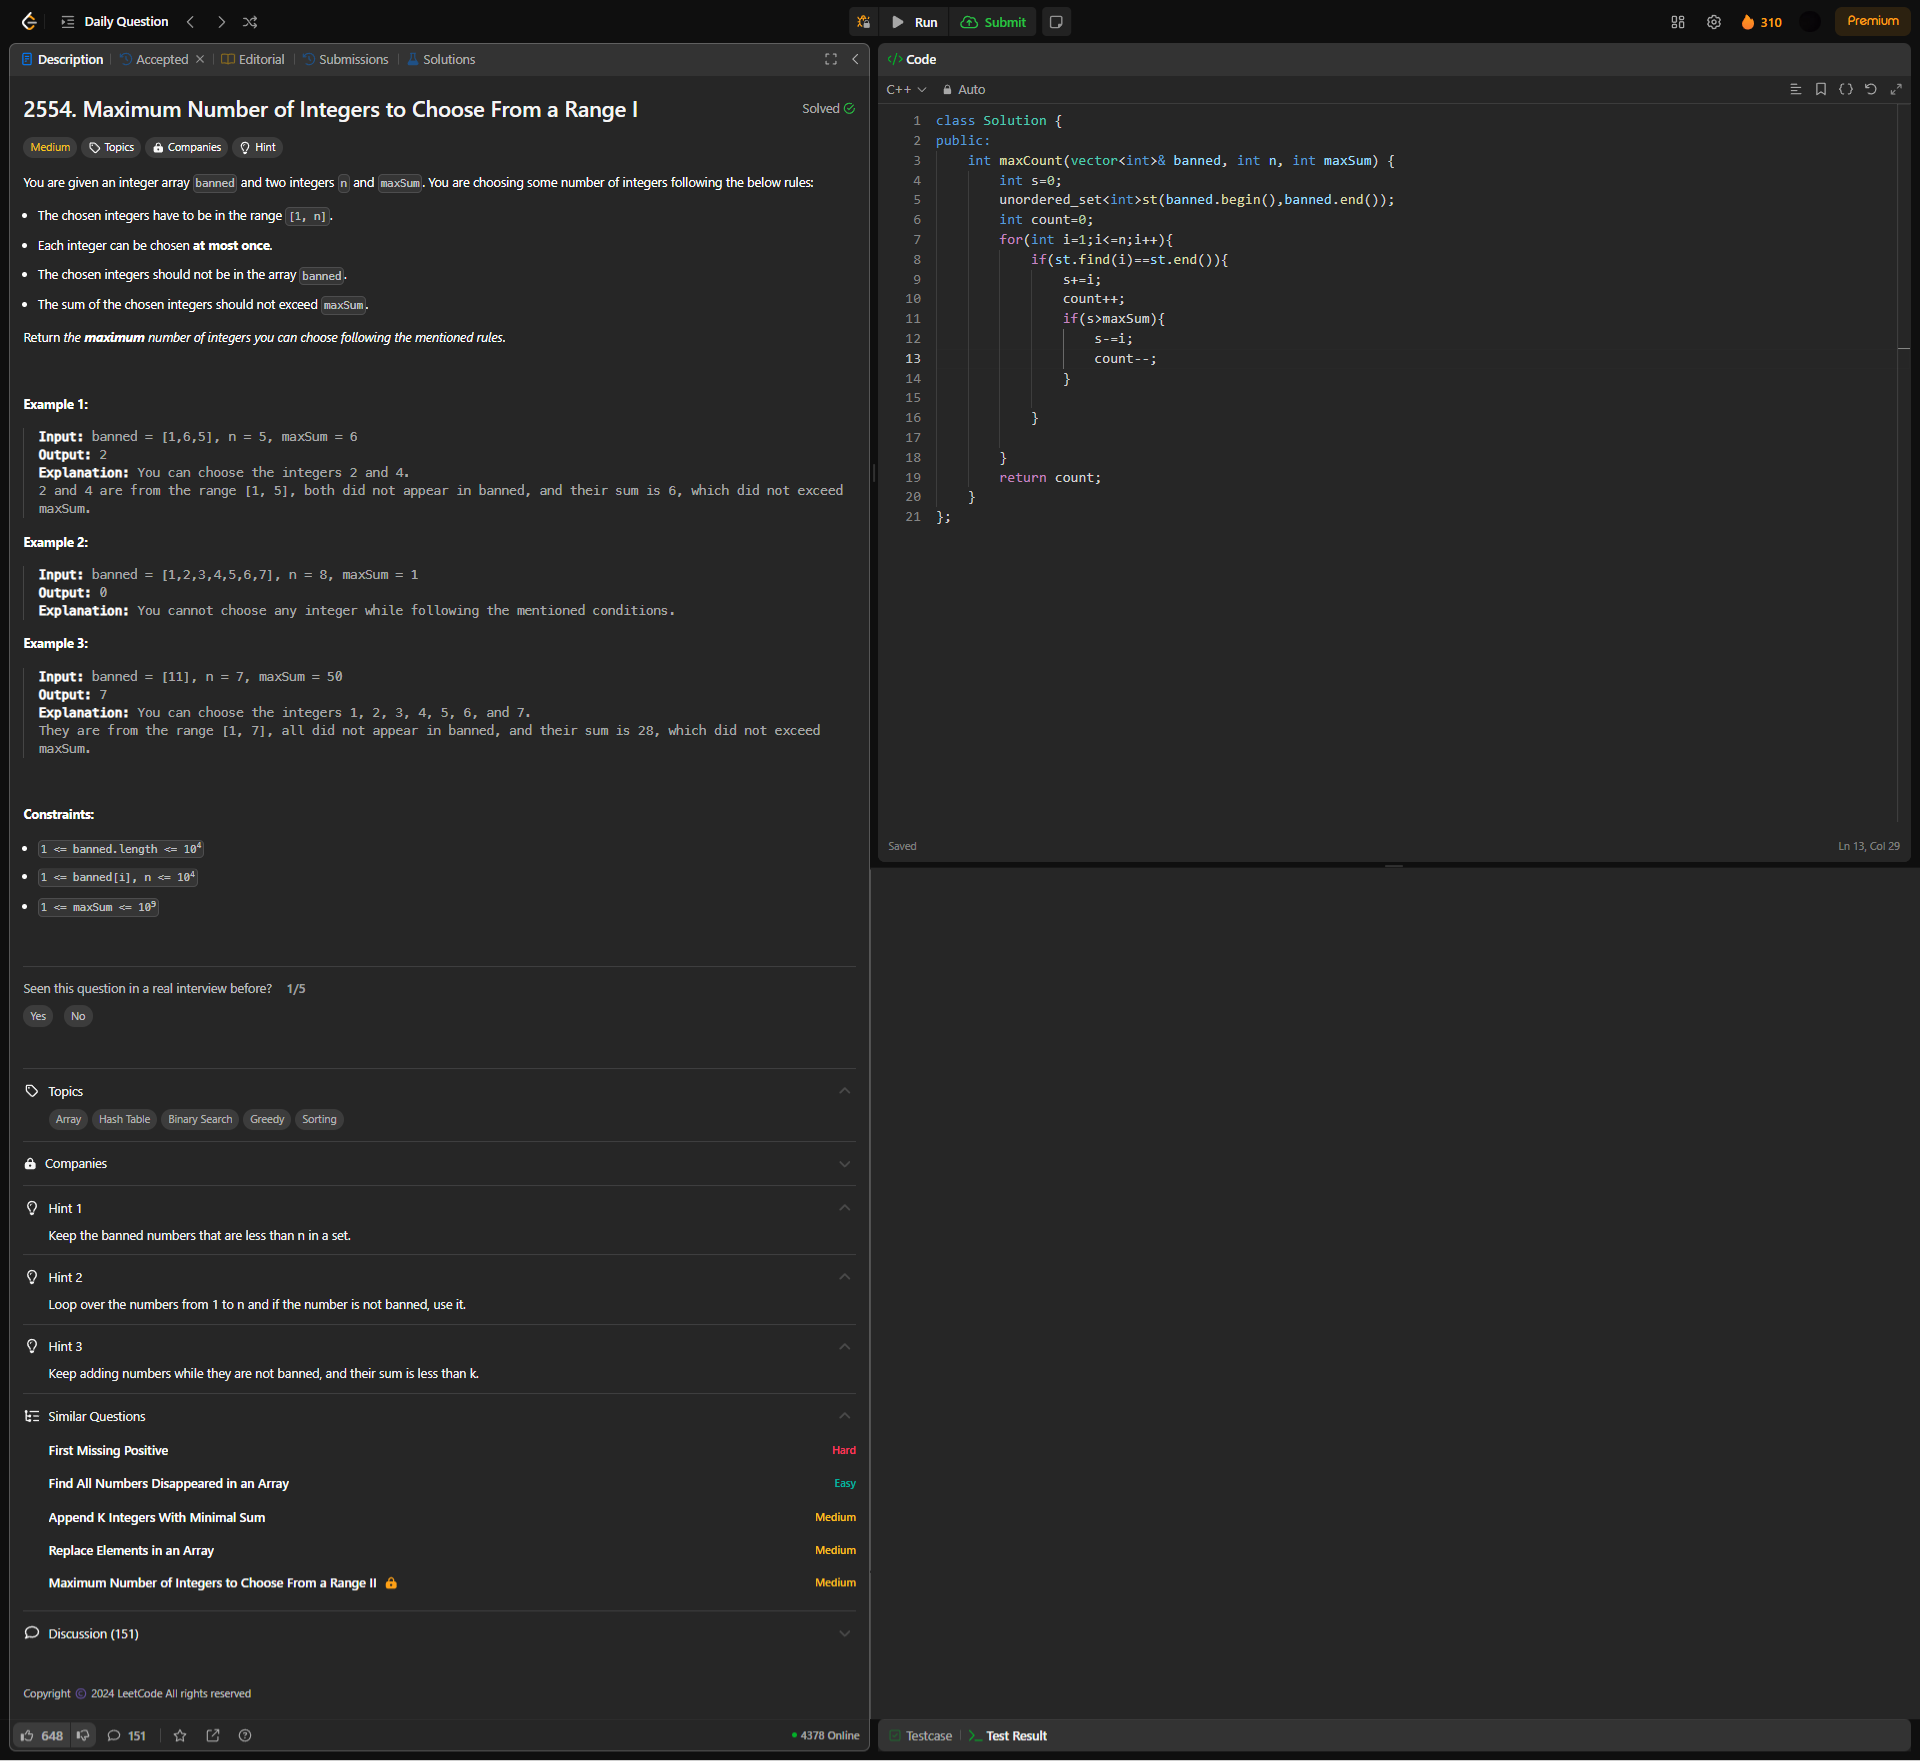 Daily Question
Run
Submit
310
Premium
Description
Accepted
Editorial
Submissions
Solutions
2554. Maximum Number of Integers to Choose From a Range I
Solved
Medium
Topics
Companies
Hint
You are given an integer array banned and two integers n and maxSum. You are choosing some number of integers following the below rules:
• The chosen integers have to be in the range [1, n].
• Each integer can be chosen at most once.
• The chosen integers should not be in the array banned.
• The sum of the chosen integers should not exceed maxSum.
Return the maximum number of integers you can choose following the mentioned rules.
Example 1:
Input: banned = [1,6,5], n = 5, maxSum = 6
Output: 2
Explanation: You can choose the integers 2 and 4.
2 and 4 are from the range [1, 5], both did not appear in banned, and their sum is 6, which did not exceed
maxSum.
Example 2:
Input: banned = [1,2,3,4,5,6,7], n = 8, maxSum = 1
Output: 0
Explanation: You cannot choose any integer while following the mentioned conditions.
Example 3:
Input: banned = [11], n = 7, maxSum = 50
Output: 7
Explanation: You can choose the integers 1, 2, 3, 4, 5, 6, and 7.
They are from the range [1, 7], all did not appear in banned, and their sum is 28, which did not exceed
maxSum.
Constraints:
• 1 <= banned.length <= 10⁴
• 1 <= banned[i], n <= 10⁴
• 1 <= maxSum <= 10⁹
Seen this question in a real interview before? 1/5
Yes No
Topics
Array Hash Table Binary Search Greedy Sorting
Companies
Hint 1
Keep the banned numbers that are less than n in a set.
Hint 2
Loop over the numbers from 1 to n and if the number is not banned, use it.
Hint 3
Keep adding numbers while they are not banned, and their sum is less than k.
Similar Questions
First Missing Positive Hard
Find All Numbers Disappeared in an Array Easy
Append K Integers With Minimal Sum Medium
Replace Elements in an Array Medium
Maximum Number of Integers to Choose From a Range II Medium
Discussion (151)
Copyright © 2024 LeetCode All rights reserved
648
151
4378 Online
</> Code
C++
Auto
1 class Solution {
2 public:
3     int maxCount(vector<int>& banned, int n, int maxSum) {
4         int s=0;
5         unordered_set<int>st(banned.begin(),banned.end());
6         int count=0;
7         for(int i=1;i<=n;i++){
8             if(st.find(i)==st.end()){
9                 s+=i;
10                 count++;
11                 if(s>maxSum){
12                     s-=i;
13                     count--;
14                 }
15
16             }
17
18         }
19         return count;
20     }
21 };
Saved
Ln 13, Col 29
Testcase
>_ Test Result